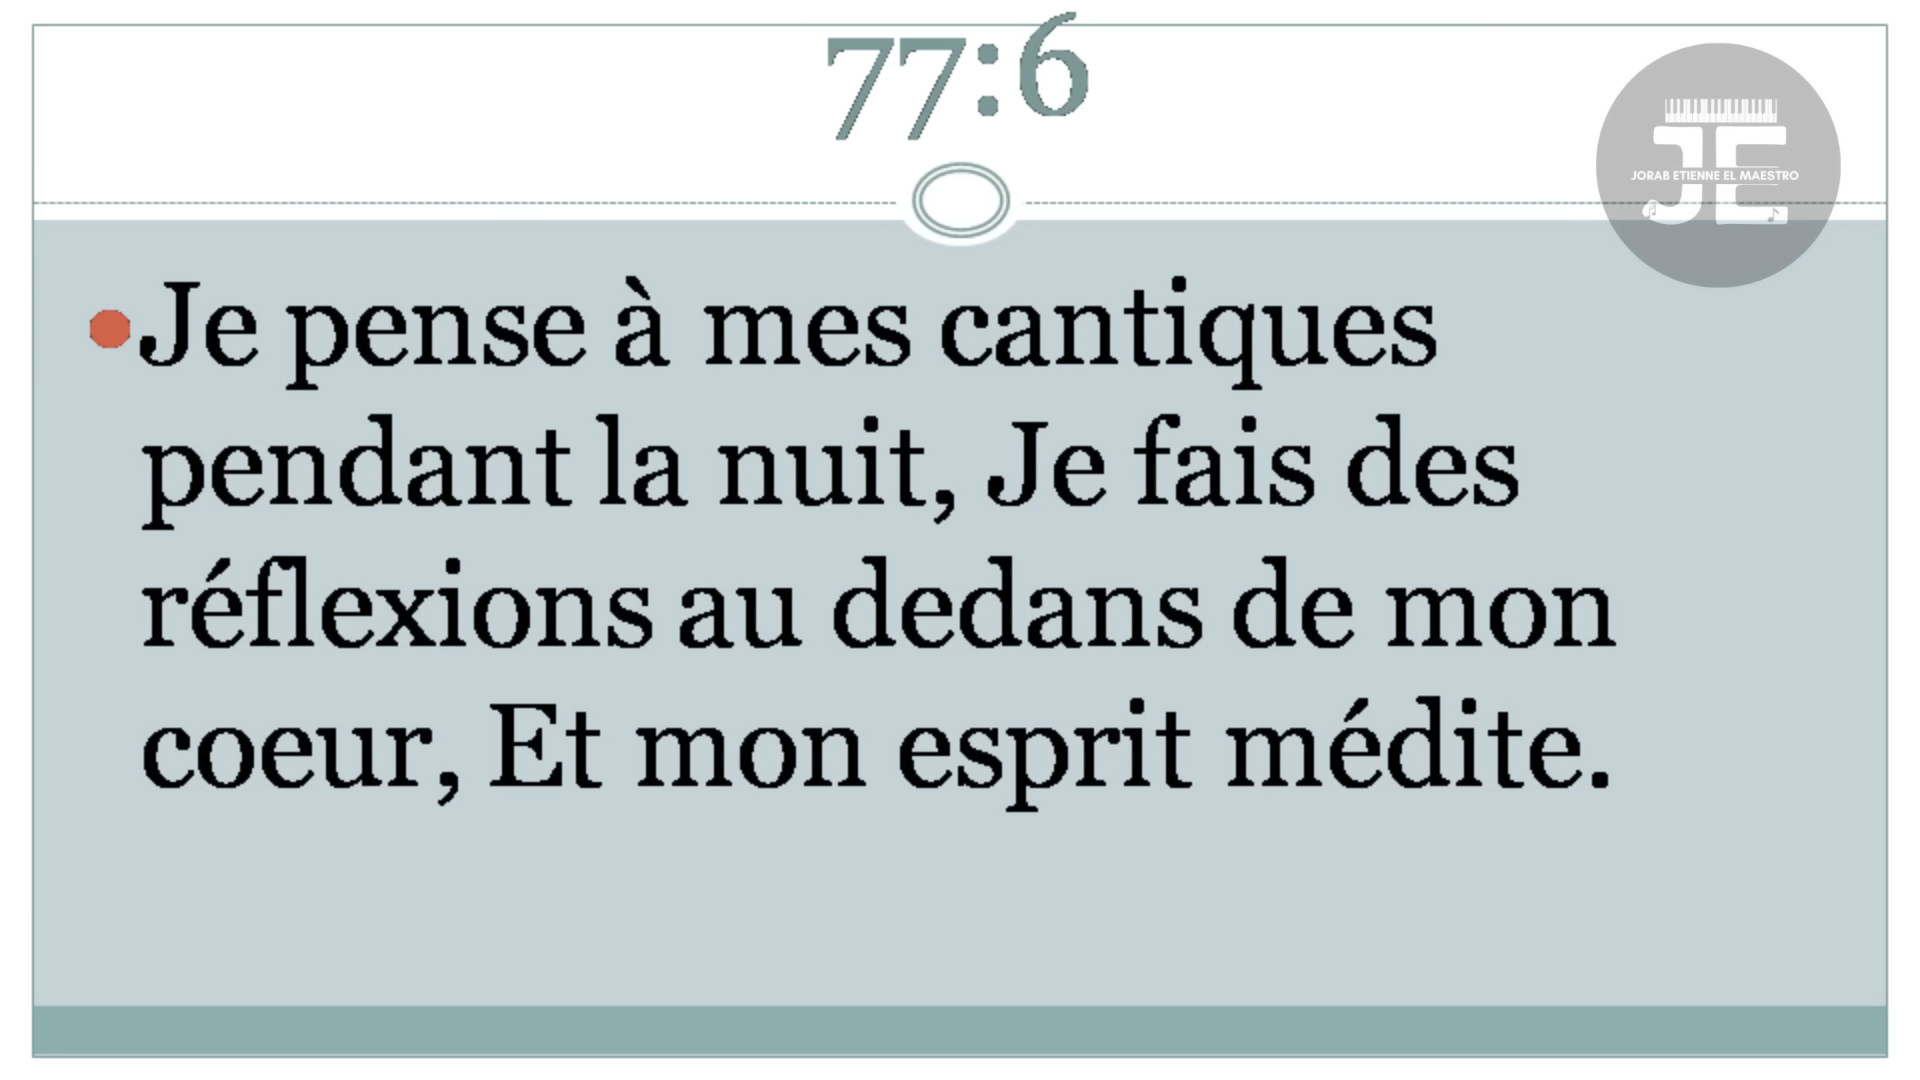 77:6
JE
JORAB ETIENNE EL MAESTRO
Je pense à mes cantiques
pendant la nuit, Je fais des
réflexions au dedans de mon
coeur, Et mon esprit médite.